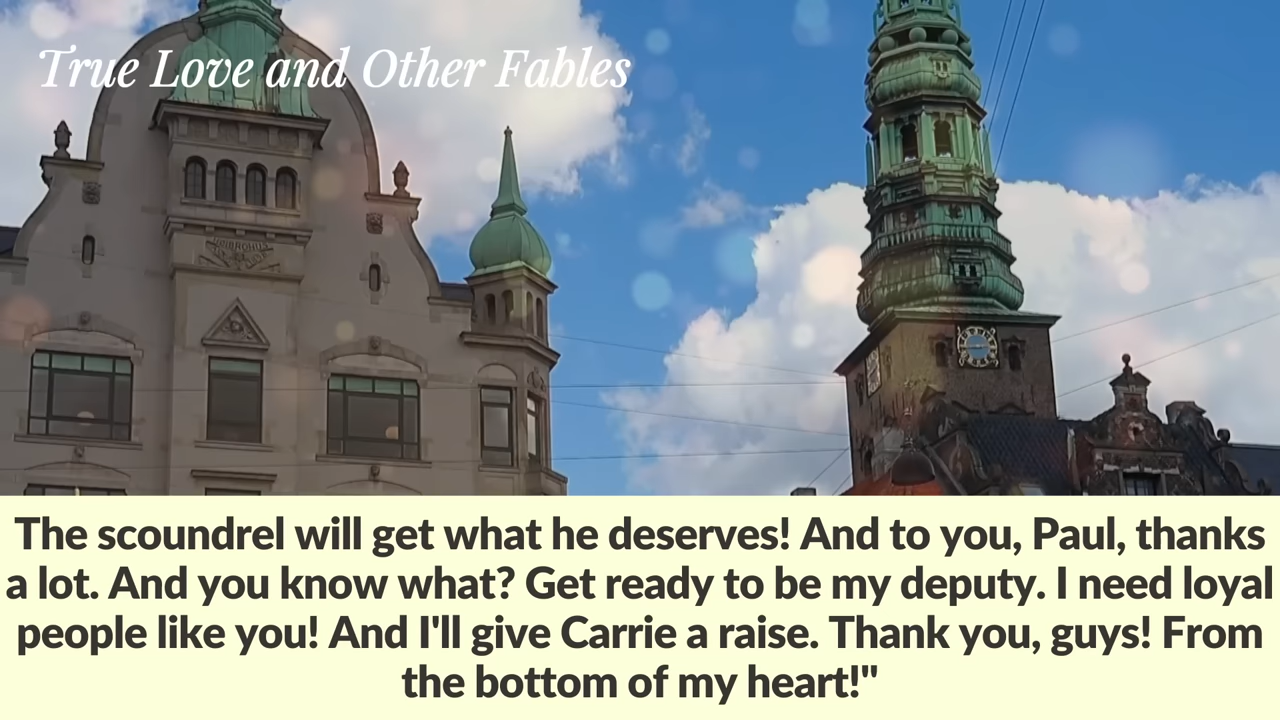 True Love and Other Fables
The scoundrel will get what he deserves! And to you, Paul, thanks
a lot. And you know what? Get ready to be my deputy. I need loyal
people like you! And I'll give Carrie a raise. Thank you, guys! From
the bottom of my heart!"